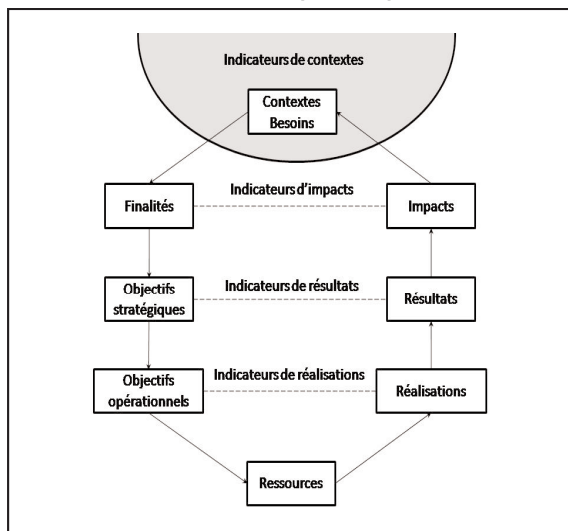 Indicateurs de contextes
Contextes
Besoins
Indicateurs d'impacts
Finalités
Impacts
Indicateurs de résultats
Objectifs
stratégiques
Résultats
Indicateurs de réalisations
Objectifs
opérationnels
Réalisations
Ressources